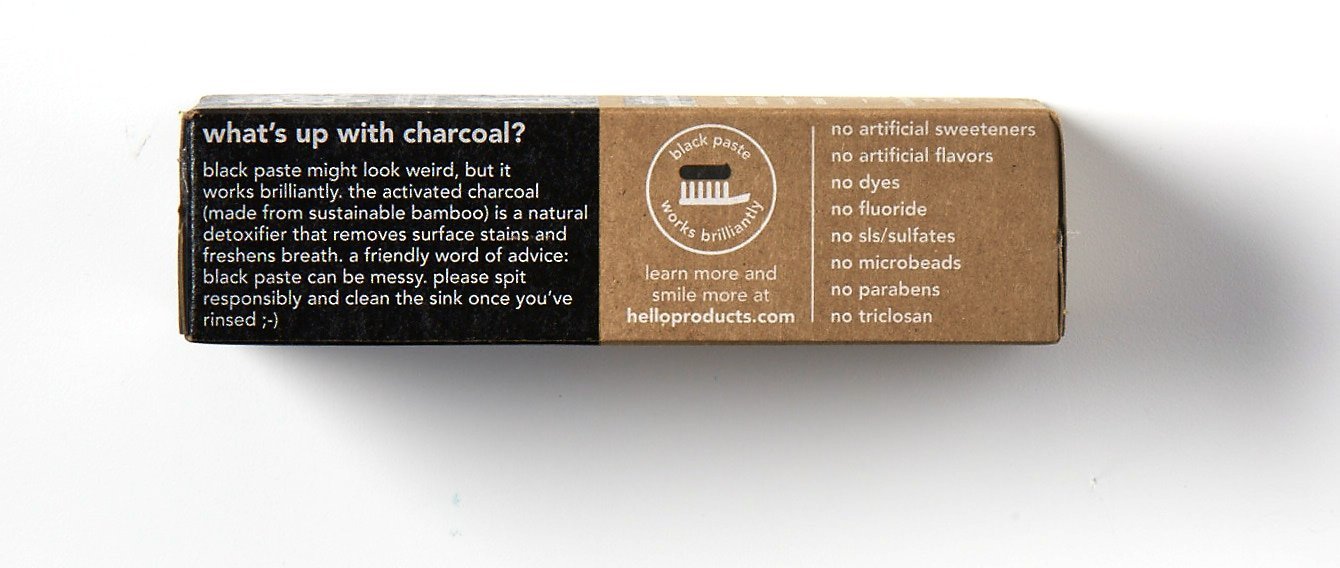 what's up with charcoal?
black paste might look weird, but it
works brilliantly. the activated charcoal
(made from sustainable bamboo) is a natural
detoxifier that removes surface stains and
freshens breath. a friendly word of advice:
black paste can be messy. please spit
responsibly and clean the sink once you've
rinsed ;-)
black paste
works brilliantly
learn more and
smile more at
helloproducts.com
no artificial sweeteners
no artificial flavors
no dyes
no fluoride
no sls/sulfates
no microbeads
no parabens
no triclosan